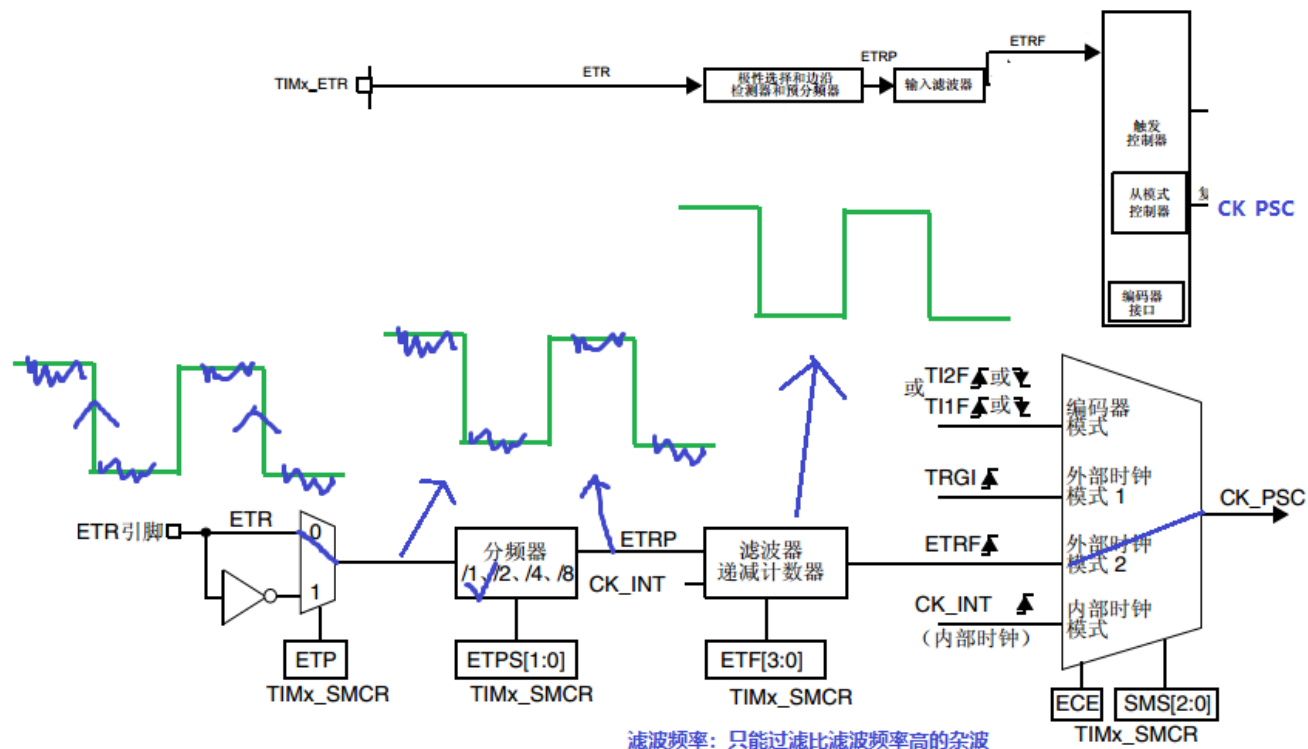 ETRF
ETRP
ETR
TIMx_ETR
极性选择和边沿
检测器和预分频器
输入滤波器
触发
控制器
从模式
控制器
CK PSC
编码器
接口
或 TI2F 或
TI1F 或
编码器
模式
TRGI
外部时钟
模式 1
CK_PSC
ETR引脚
ETR
0
1
分频器
/1、/2、/4、/8
ETRP
CK_INT
滤波器
递减计数器
ETRF
外部时钟
模式 2
CK_INT
(内部时钟)
内部时钟
模式
ETP
TIMx_SMCR
ETPS[1:0]
TIMx_SMCR
ETF[3:0]
TIMx_SMCR
ECE
SMS[2:0]
TIMx_SMCR
滤波频率：只能过滤比滤波频率高的杂波